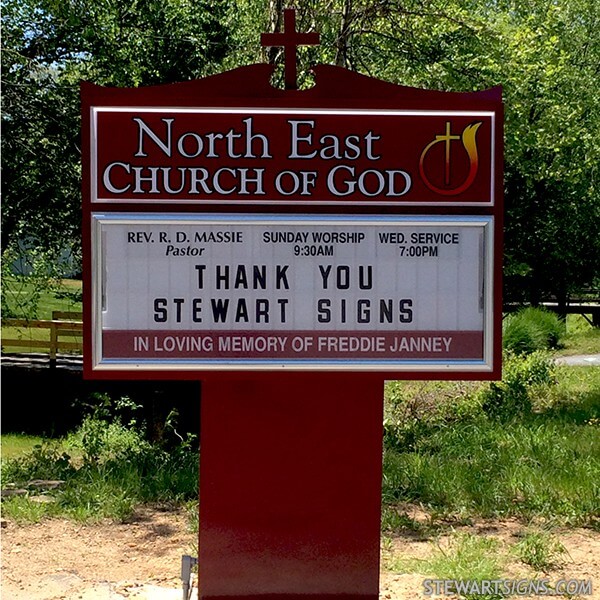 North East
CHURCH OF GOD
REV. R. D. MASSIE SUNDAY WORSHIP WED. SERVICE
Pastor 9:30AM 7:00PM
THANK YOU
STEWART SIGNS
IN LOVING MEMORY OF FREDDIE JANNEY
STEWARTSIGNS.COM